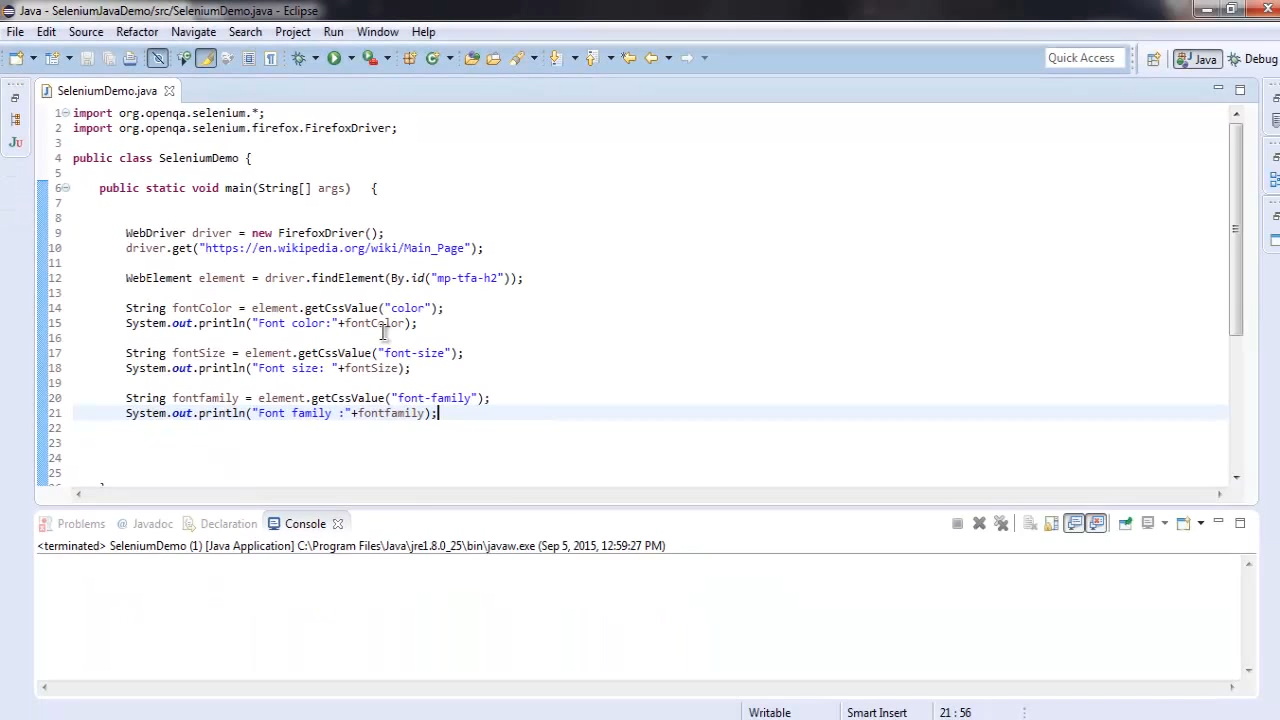 Java - SeleniumJavaDemo/src/SeleniumDemo.java - Eclipse
File Edit Source Refactor Navigate Search Project Run Window Help
Quick Access Java Debug
SeleniumDemo.java
1 import org.openqa.selenium.*;
2 import org.openqa.selenium.firefox.FirefoxDriver;
3
4 public class SeleniumDemo {
5
6 public static void main(String[] args) {
7
8
9 WebDriver driver = new FirefoxDriver();
10 driver.get("https://en.wikipedia.org/wiki/Main_Page");
11
12 WebElement element = driver.findElement(By.id("mp-tfa-h2"));
13
14 String fontColor = element.getCssValue("color");
15 System.out.println("Font color:"+fontColor);
16
17 String fontSize = element.getCssValue("font-size");
18 System.out.println("Font size: "+fontSize);
19
20 String fontfamily = element.getCssValue("font-family");
21 System.out.println("Font family :"+fontfamily);
22
23
24
25
Problems @ Javadoc Declaration Console
<terminated> SeleniumDemo (1) [Java Application] C:\Program Files\Java\jre1.8.0_25\bin\javaw.exe (Sep 5, 2015, 12:59:27 PM)
Writable Smart Insert 21 : 56